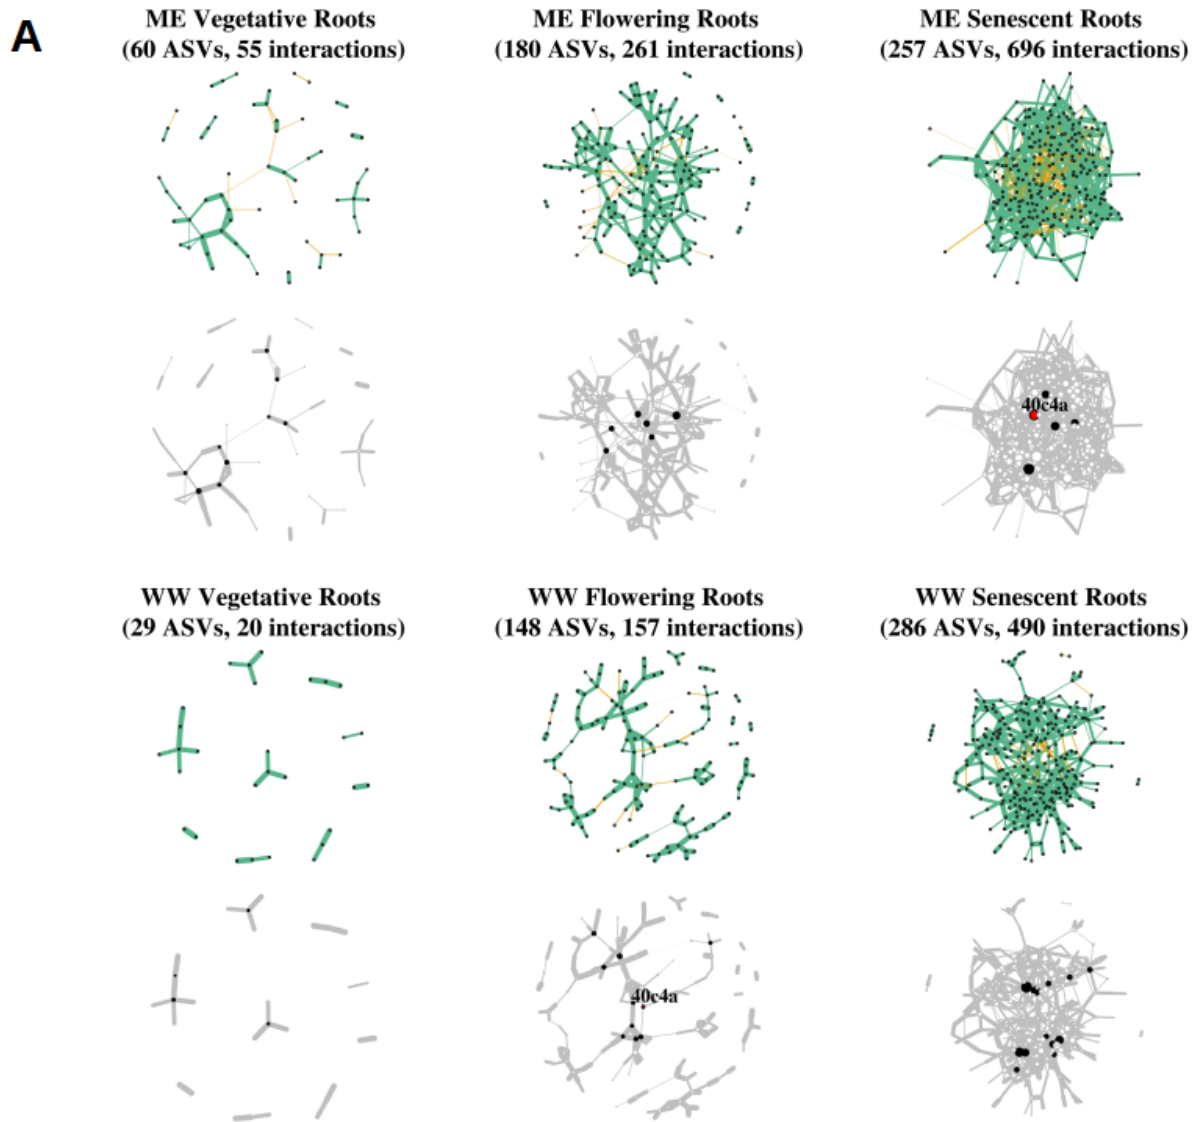 A
ME Vegetative Roots
(60 ASVs, 55 interactions)
ME Flowering Roots
(180 ASVs, 261 interactions)
ME Senescent Roots
(257 ASVs, 696 interactions)
40c4a
WW Vegetative Roots
(29 ASVs, 20 interactions)
WW Flowering Roots
(148 ASVs, 157 interactions)
WW Senescent Roots
(286 ASVs, 490 interactions)
40c4a